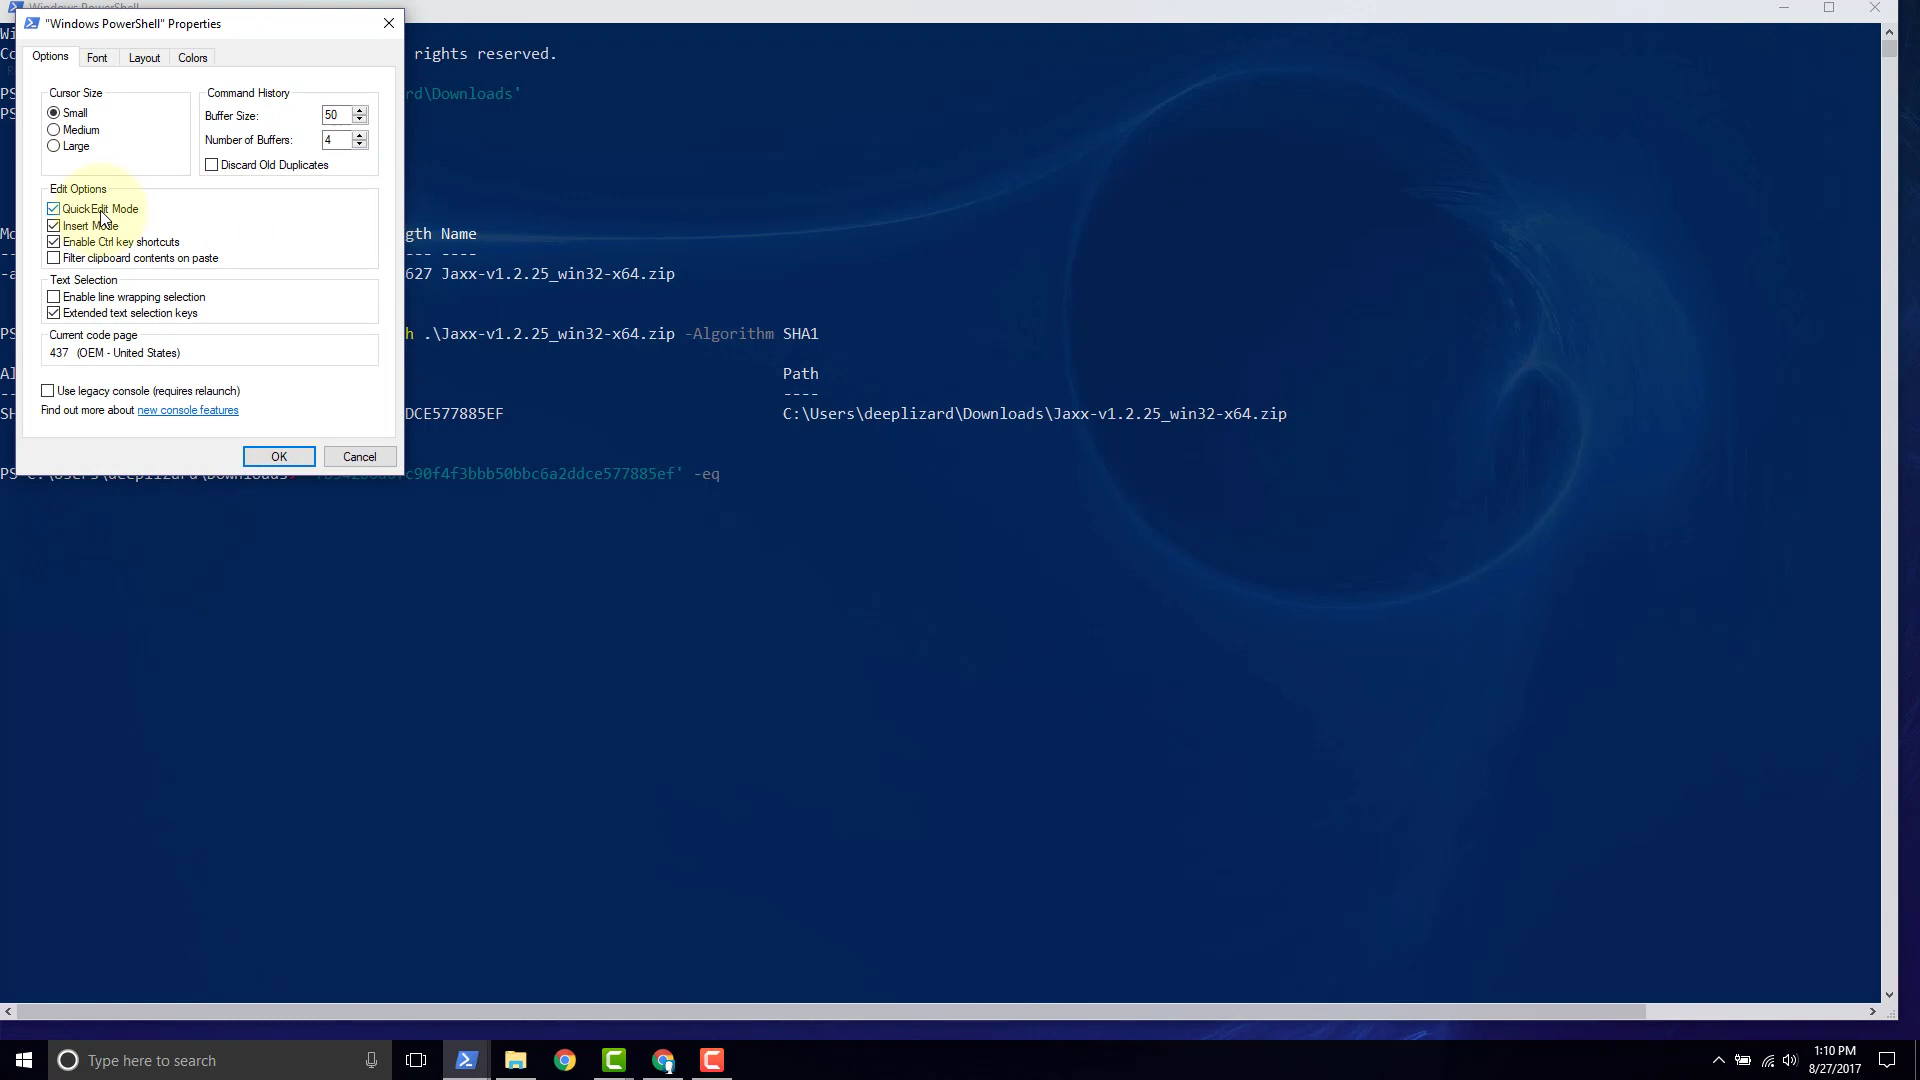 Windows PowerShell
"Windows PowerShell" Properties
Options Font Layout Colors
Cursor Size
Small
Medium
Large
Command History
Buffer Size: 50
Number of Buffers: 4
Discard Old Duplicates
Edit Options
QuickEdit Mode
Insert Mode
Enable Ctrl key shortcuts
Filter clipboard contents on paste
Text Selection
Enable line wrapping selection
Extended text selection keys
Current code page
437 (OEM - United States)
Use legacy console (requires relaunch)
Find out more about new console features
OK Cancel
rights reserved.
rd\Downloads'
gth Name
--- ----
627 Jaxx-v1.2.25_win32-x64.zip
h .\Jaxx-v1.2.25_win32-x64.zip -Algorithm SHA1
Path
----
DCE577885EF C:\Users\deeplizard\Downloads\Jaxx-v1.2.25_win32-x64.zip
c90f4f3bbb50bbc6a2ddce577885ef' -eq
Type here to search
1:10 PM
8/27/2017